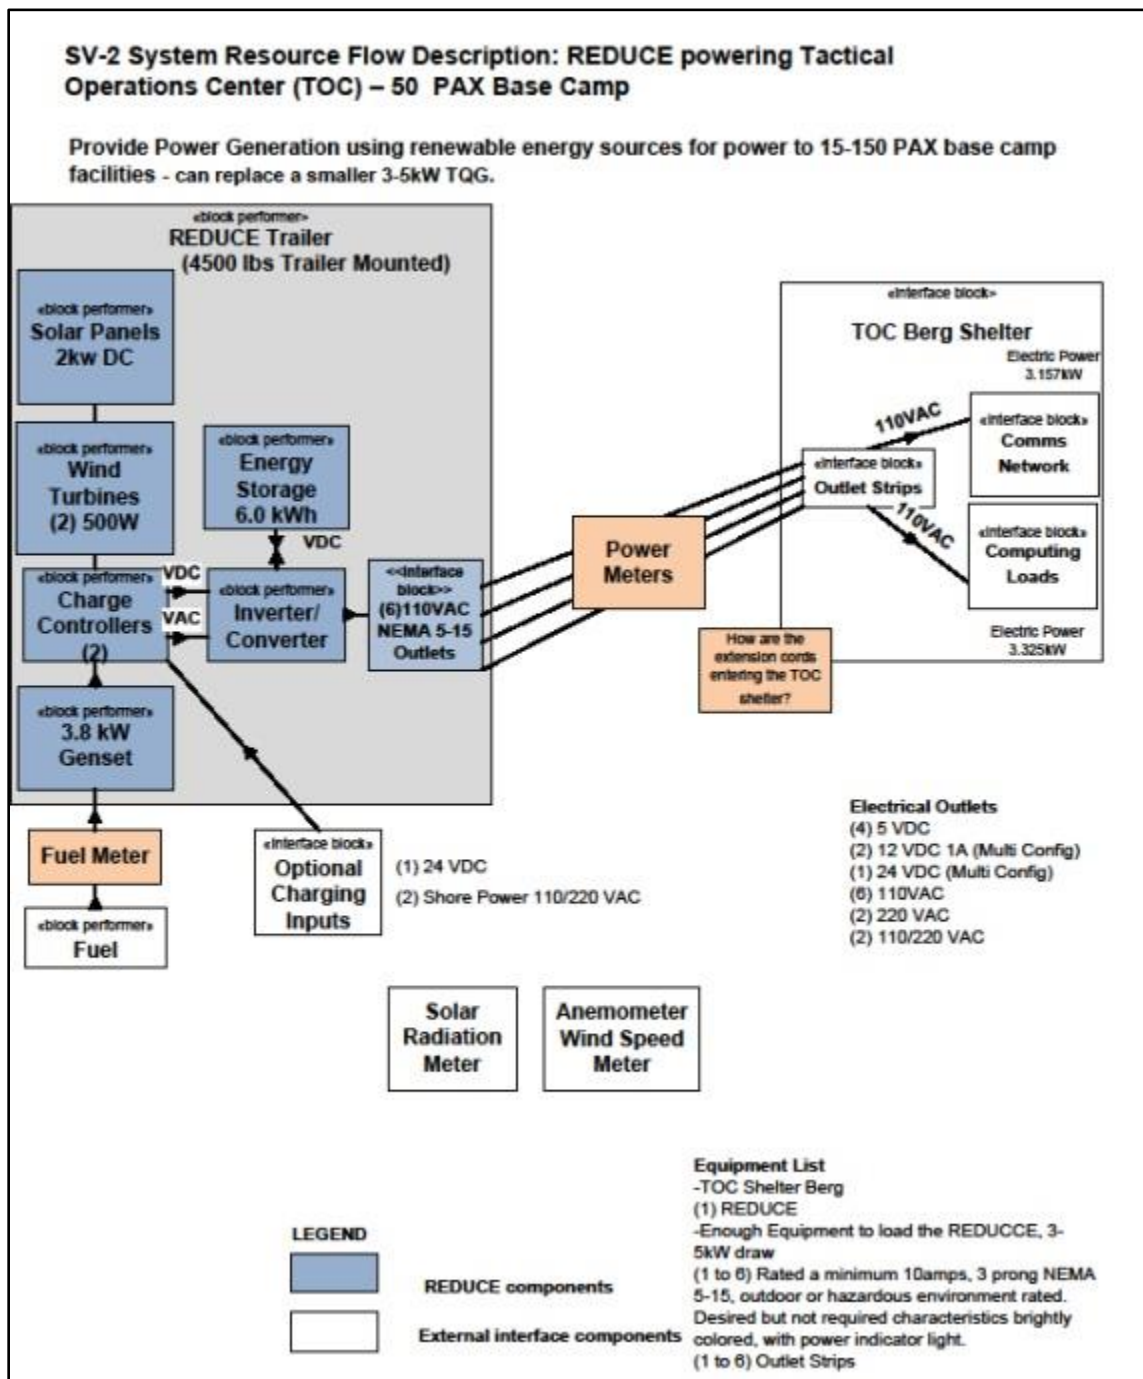 SV-2 System Resource Flow Description: REDUCE powering Tactical
Operations Center (TOC) – 50 PAX Base Camp
Provide Power Generation using renewable energy sources for power to 15-150 PAX base camp
facilities - can replace a smaller 3-5kW TQG.
«block performer»
REDUCE Trailer
(4500 lbs Trailer Mounted)
«block performer»
Solar Panels
2kw DC
«block performer»
Wind
Turbines
(2) 500W
«block performer»
Energy
Storage
6.0 kWh
VDC
«block performer»
Charge
Controllers
(2)
VDC
VAC
«block performer»
Inverter/
Converter
<<Interface
block>>
(6)110VAC
NEMA 5-15
Outlets
«block performer»
3.8 kW
Genset
Fuel Meter
«block performer»
Fuel
«Interface block»
Optional
Charging
Inputs
(1) 24 VDC
(2) Shore Power 110/220 VAC
Power
Meters
«Interface block»
TOC Berg Shelter
Electric Power
3.157kW
110VAC
«Interface block»
Comms
Network
«Interface block»
Outlet Strips
110VAC
«Interface block»
Computing
Loads
Electric Power
3.325kW
How are the
extension cords
entering the TOC
shelter?
Electrical Outlets
(4) 5 VDC
(2) 12 VDC 1A (Multi Config)
(1) 24 VDC (Multi Config)
(6) 110VAC
(2) 220 VAC
(2) 110/220 VAC
Solar
Radiation
Meter
Anemometer
Wind Speed
Meter
LEGEND
REDUCE components
External interface components
Equipment List
-TOC Shelter Berg
(1) REDUCE
-Enough Equipment to load the REDUCCE, 3-
5kW draw
(1 to 6) Rated a minimum 10amps, 3 prong NEMA
5-15, outdoor or hazardous environment rated.
Desired but not required characteristics brightly
colored, with power indicator light.
(1 to 6) Outlet Strips